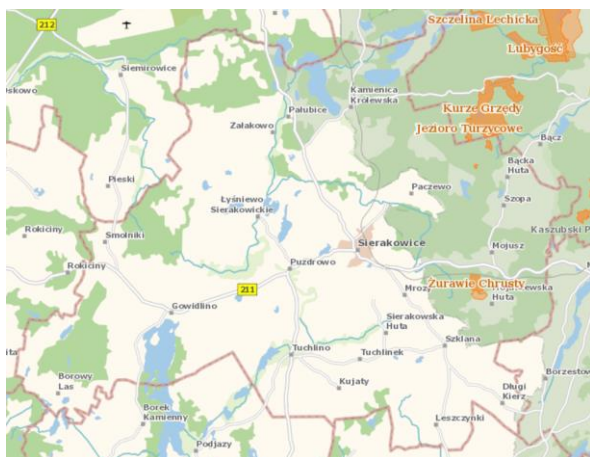 Szczelina Lechicka
212
Lubygość
Siemirowice
Kamienica
Królewska
Kurze Grzędy
Oskowo
Pałubice
Załakowo
Jezioro Turzycowe
Bącz
Bącka
Huta
Pieski
Paczewo
Łyśniewo
Sierakowickie
Szopa
Rokiciny
Smolniki
Kaszubski P
Sierakowice
Mojusz
Puzdrowo
Rokiciny
Żurawie Chrusty
211
Mrozy
Huta
Gowidlino
Sierakowska
Huta
Szklana
Tuchlino
Tuchlinek
Borowy
Las
Kujaty
Borzestow
Długi
Kierz
Borek
Kamienny
Leszczynki
Podjazy